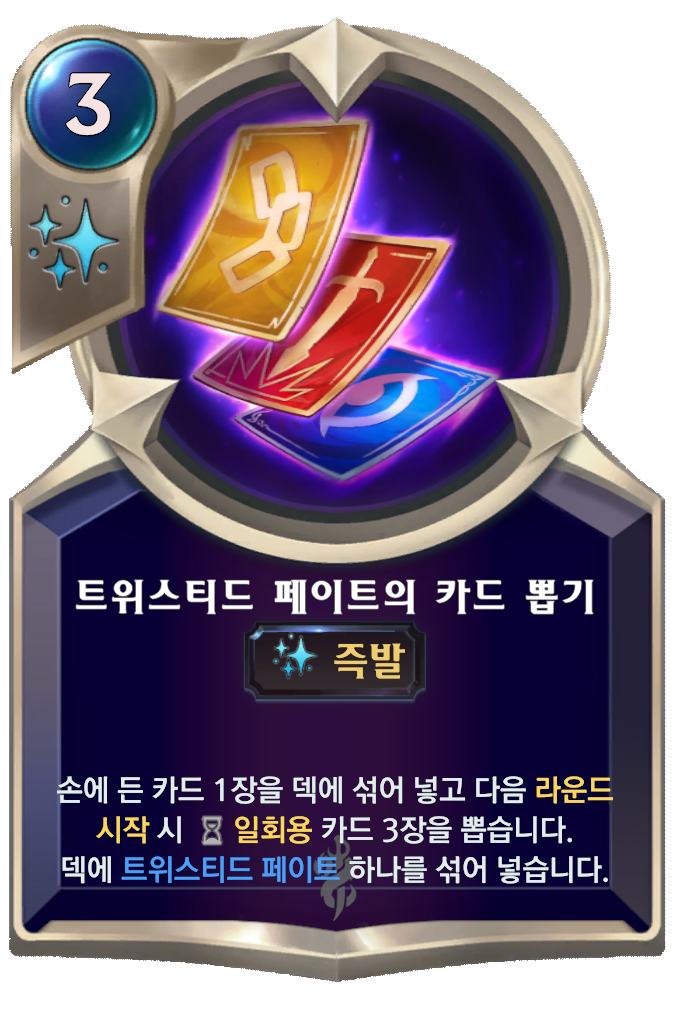 3
트위스티드 페이트의 카드 뽑기
즉발
손에 든 카드 1장을 덱에 섞어 넣고 다음 라운드
시작 시 일회용 카드 3장을 뽑습니다.
덱에 트위스티드 페이트 하나를 섞어 넣습니다.